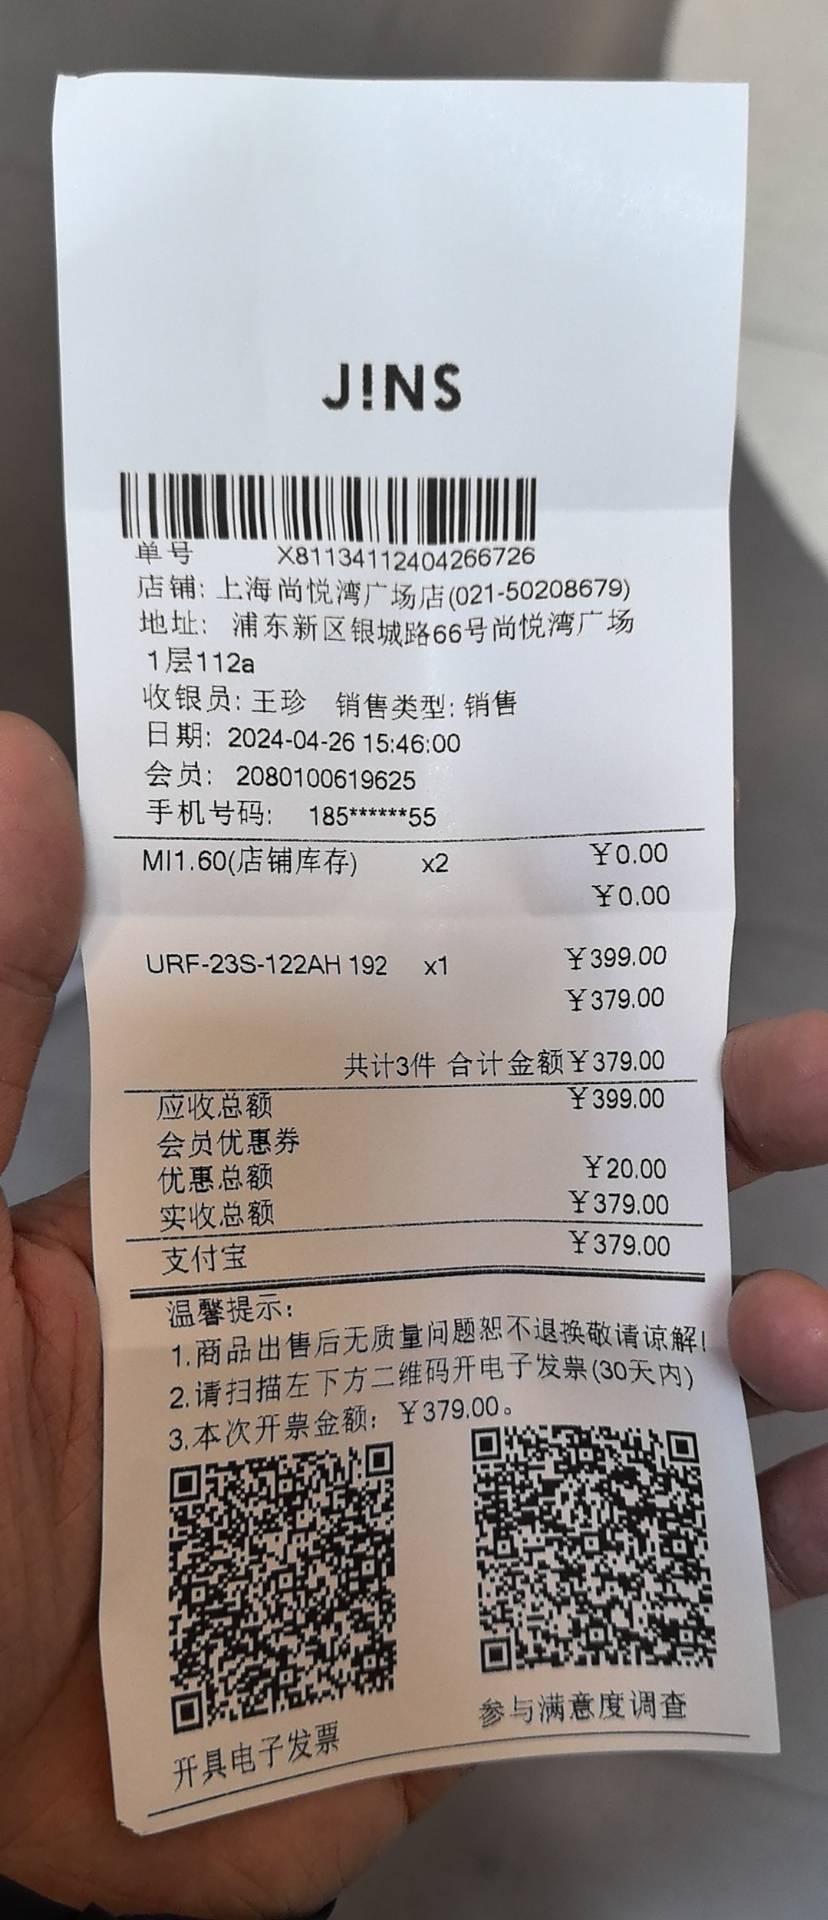 J!NS
单号 X81134112404266726
店铺: 上海尚悦湾广场店(021-50208679)
地址: 浦东新区银城路66号尚悦湾广场
1层112a
收银员: 王珍 销售类型: 销售
日期: 2024-04-26 15:46:00
会员: 2080100619625
手机号码: 185******55
MI1.60(店铺库存) x2 ¥0.00
¥0.00
URF-23S-122AH 192 x1 ¥399.00
¥379.00
共计3件 合计金额¥379.00
应收总额 ¥399.00
会员优惠券
优惠总额 ¥20.00
实收总额 ¥379.00
支付宝 ¥379.00
温馨提示:
1.商品出售后无质量问题恕不退换敬请谅解!
2.请扫描左下方二维码开电子发票(30天内)
3.本次开票金额: ¥379.00。
开具电子发票 参与满意度调查